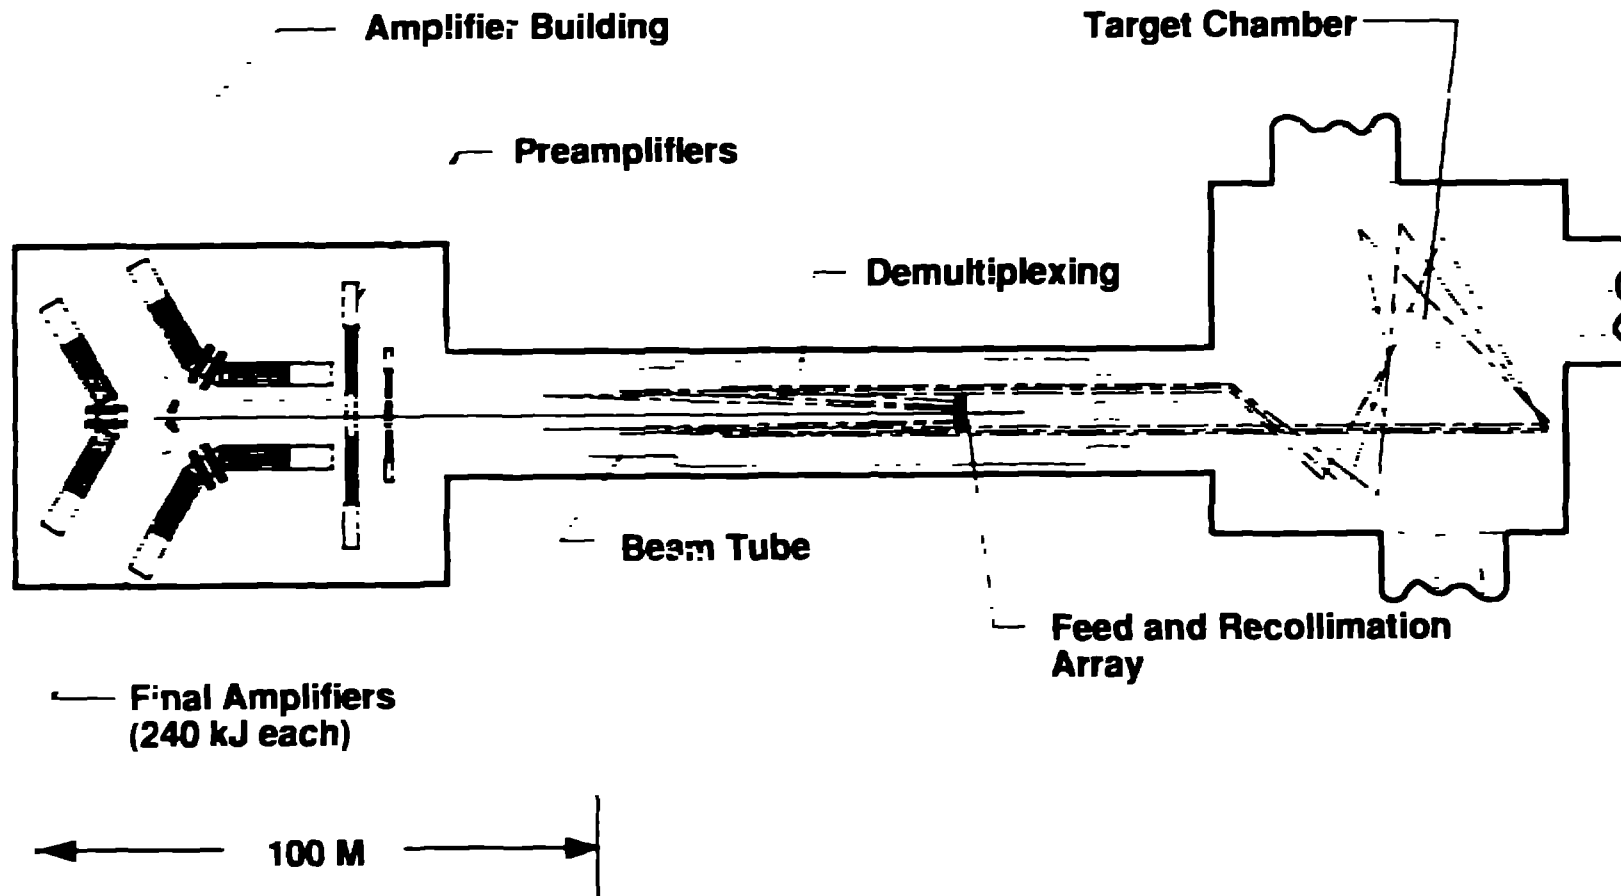 Amplifier Building
Target Chamber
Preamplifiers
Demultiplexing
Beam Tube
Feed and Recollimation
Array
Final Amplifiers
(240 kJ each)
100 M